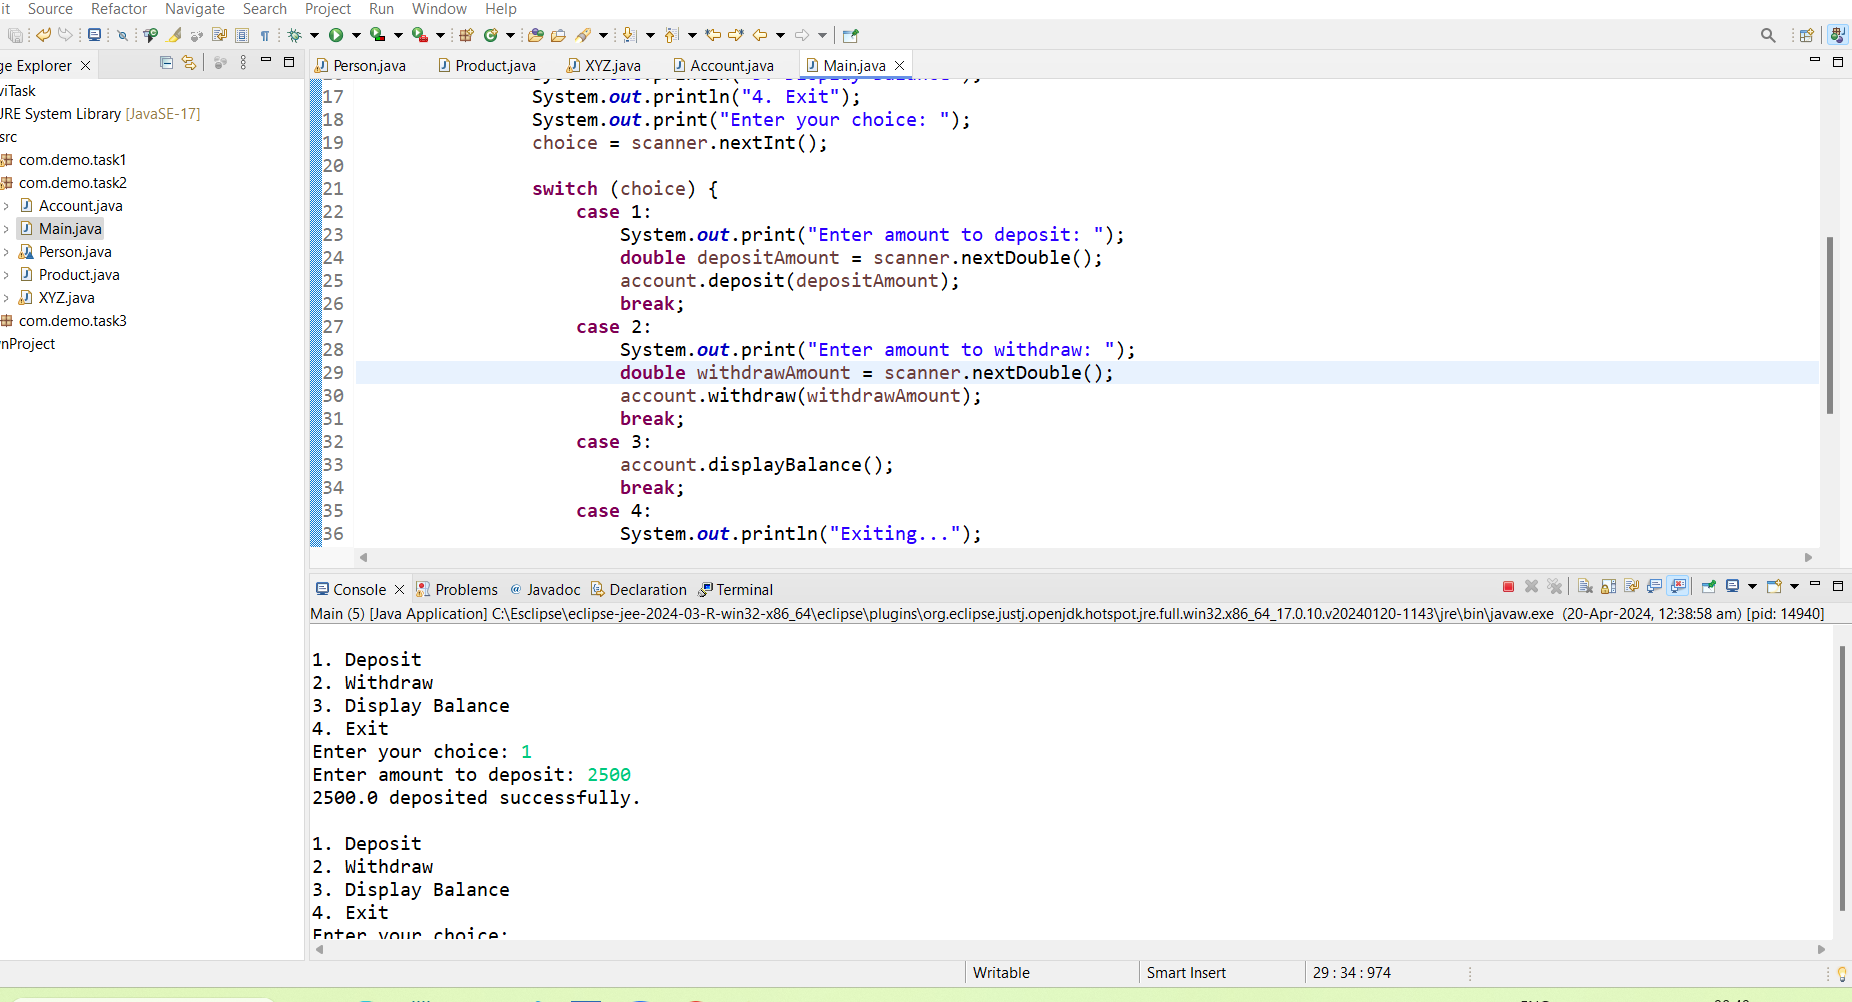 it Source Refactor Navigate Search Project Run Window Help
ge Explorer
Person.java Product.java XYZ.java Account.java Main.java
viTask
JRE System Library [JavaSE-17]
src
com.demo.task1
com.demo.task2
Account.java
Main.java
Person.java
Product.java
XYZ.java
com.demo.task3
nProject
17 System.out.println("4. Exit");
18 System.out.print("Enter your choice: ");
19 choice = scanner.nextInt();
20
21 switch (choice) {
22 case 1:
23 System.out.print("Enter amount to deposit: ");
24 double depositAmount = scanner.nextDouble();
25 account.deposit(depositAmount);
26 break;
27 case 2:
28 System.out.print("Enter amount to withdraw: ");
29 double withdrawAmount = scanner.nextDouble();
30 account.withdraw(withdrawAmount);
31 break;
32 case 3:
33 account.displayBalance();
34 break;
35 case 4:
36 System.out.println("Exiting...");
Console Problems Javadoc Declaration Terminal
Main (5) [Java Application] C:\Esclipse\eclipse-jee-2024-03-R-win32-x86_64\eclipse\plugins\org.eclipse.justj.openjdk.hotspot.jre.full.win32.x86_64_17.0.10.v20240120-1143\jre\bin\javaw.exe (20-Apr-2024, 12:38:58 am) [pid: 14940]
1. Deposit
2. Withdraw
3. Display Balance
4. Exit
Enter your choice: 1
Enter amount to deposit: 2500
2500.0 deposited successfully.
1. Deposit
2. Withdraw
3. Display Balance
4. Exit
Enter your choice:
Writable Smart Insert 29 : 34 : 974